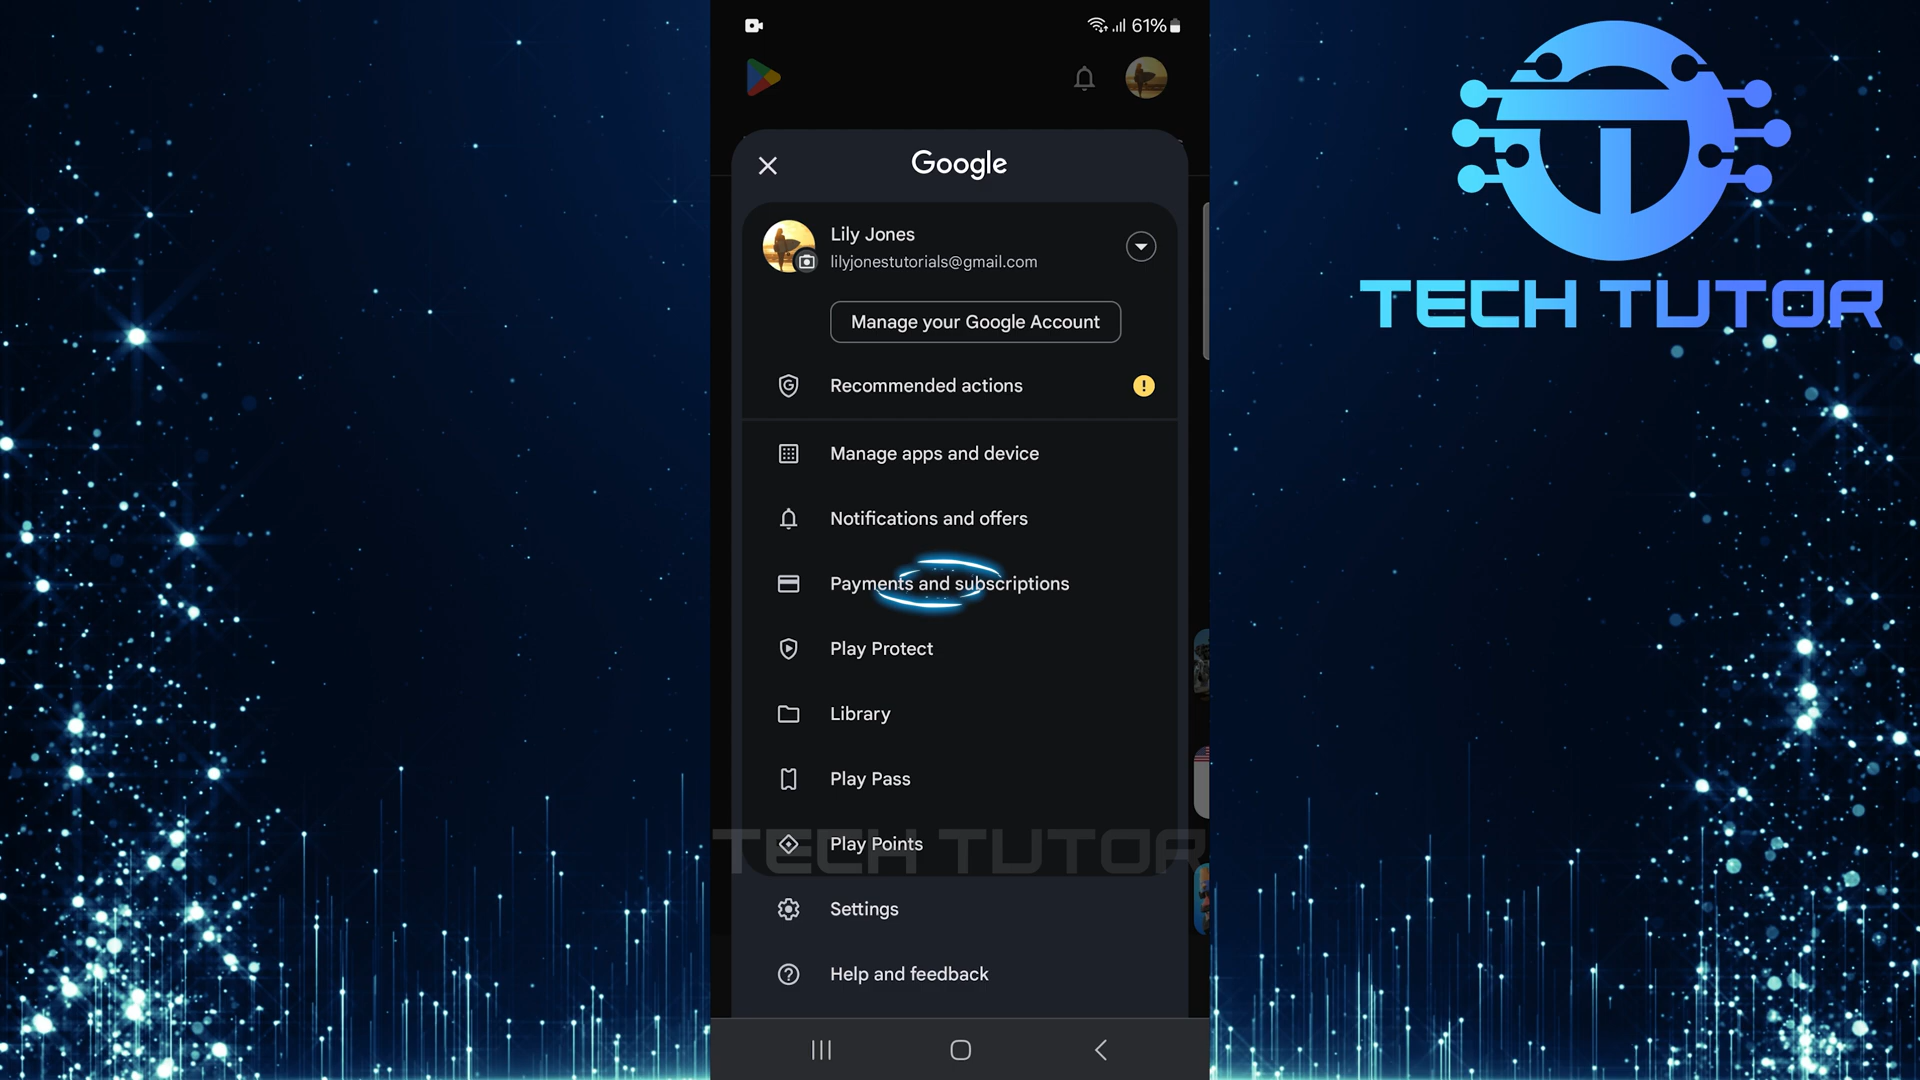 61%
Google
Lily Jones
lilyjonestutorials@gmail.com
Manage your Google Account
Recommended actions
Manage apps and device
Notifications and offers
Payments and subscriptions
Play Protect
Library
Play Pass
Play Points
Settings
Help and feedback
TECH TUTOR
TECH TUTOR